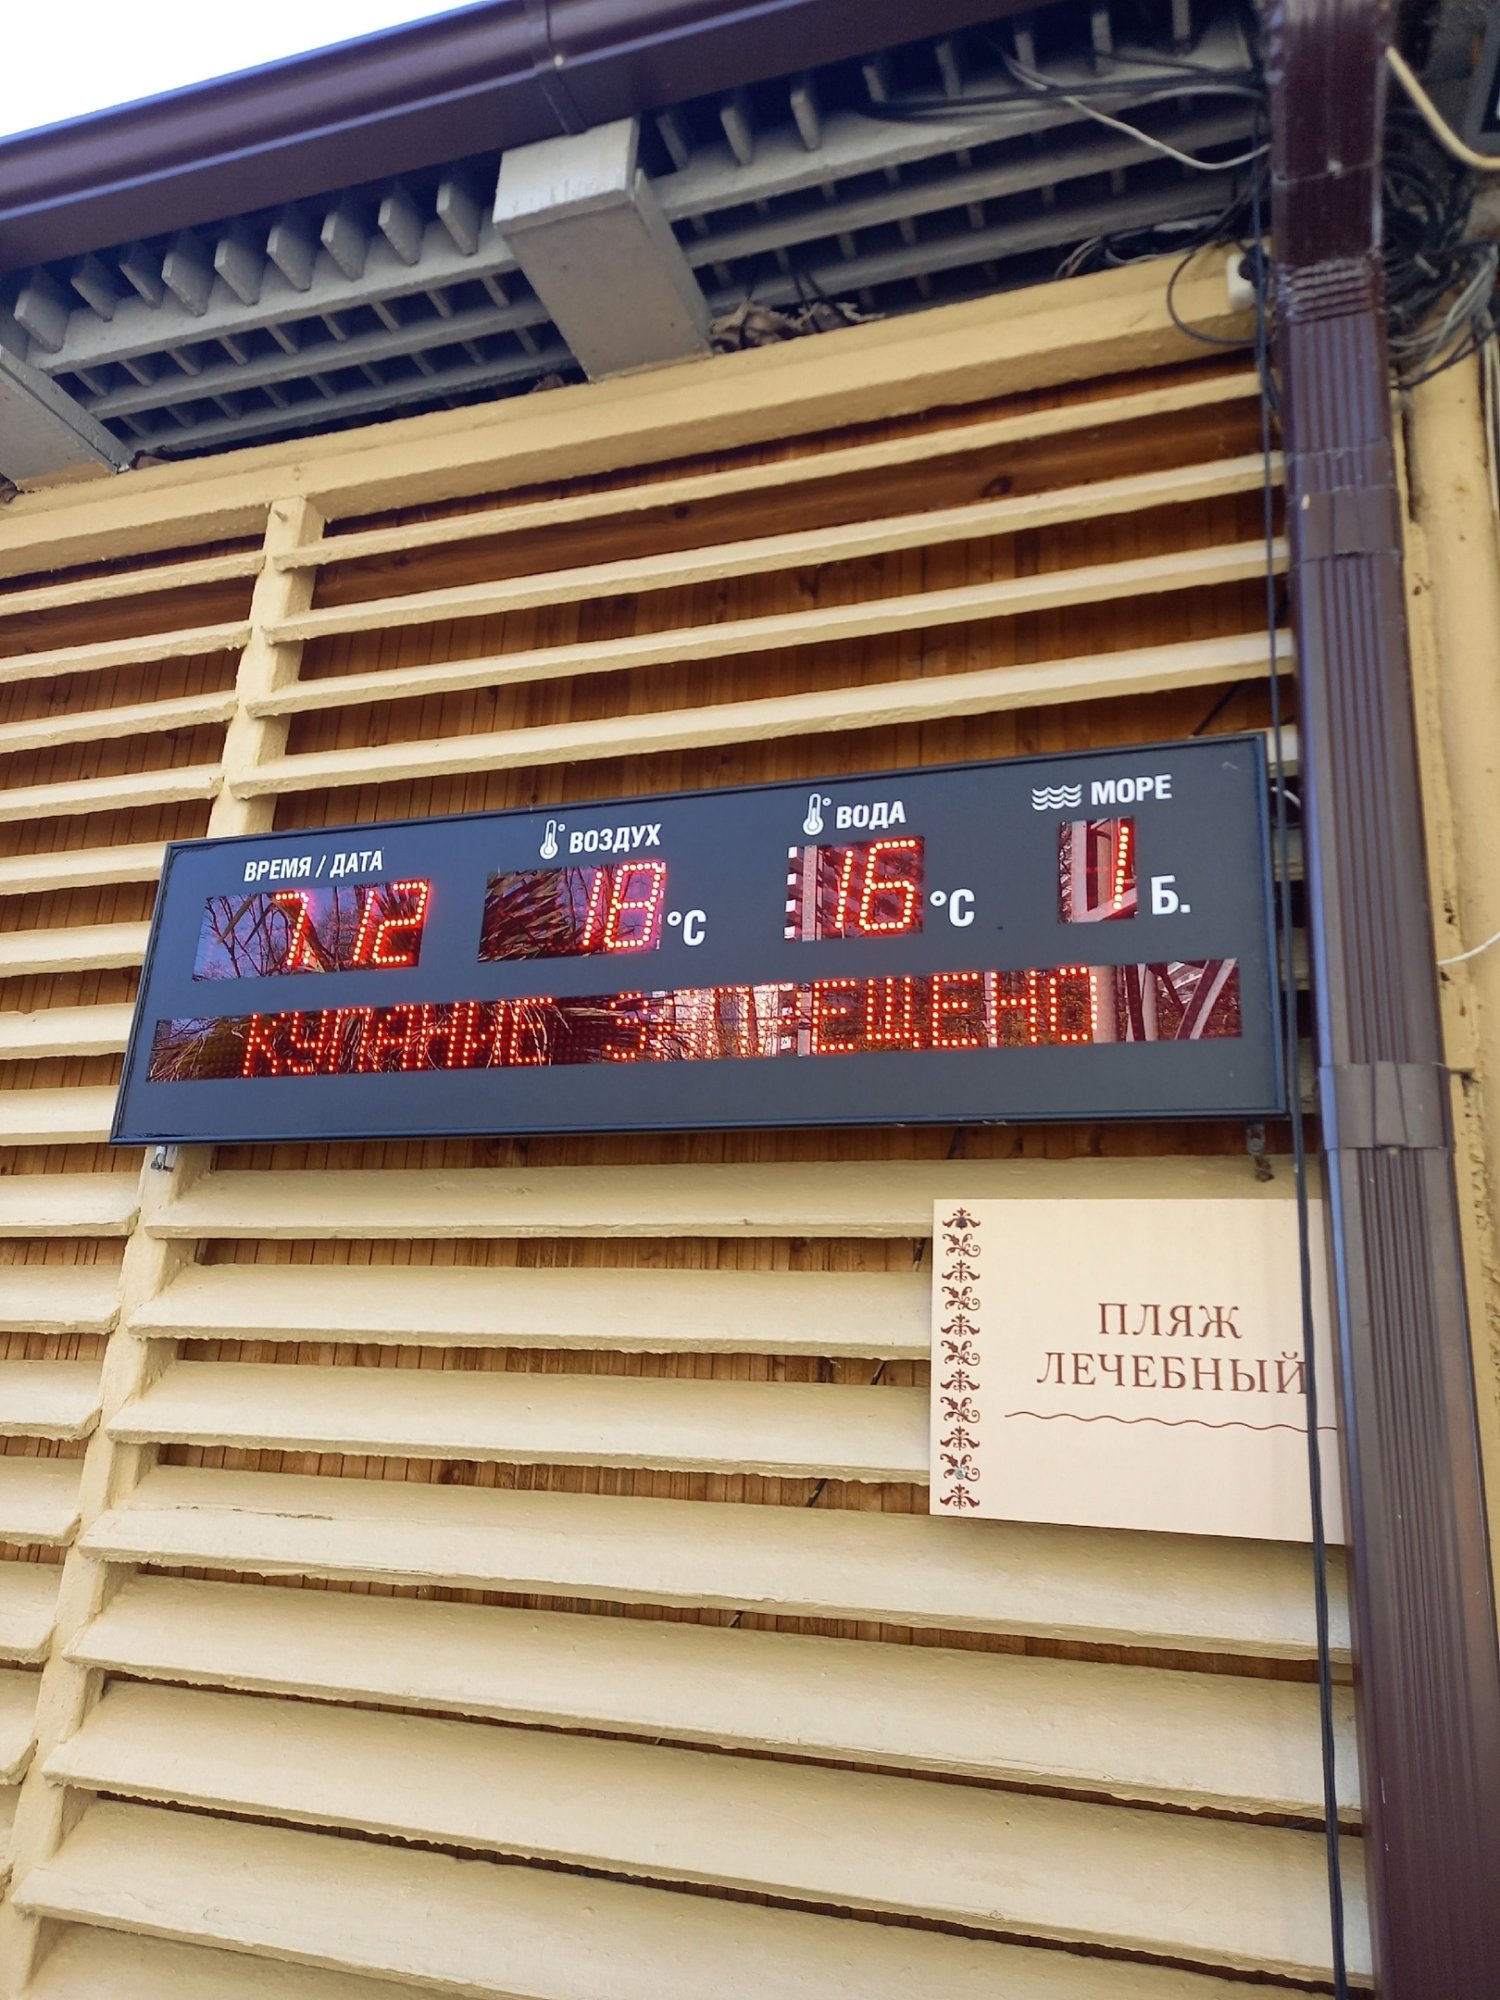 ВРЕМЯ / ДАТА
7.12
ВОЗДУХ
18 °C
ВОДА
16 °C
МОРЕ
1 Б.
КУПАНИЕ ЗАПРЕЩЕНО
ПЛЯЖ
ЛЕЧЕБНЫЙ